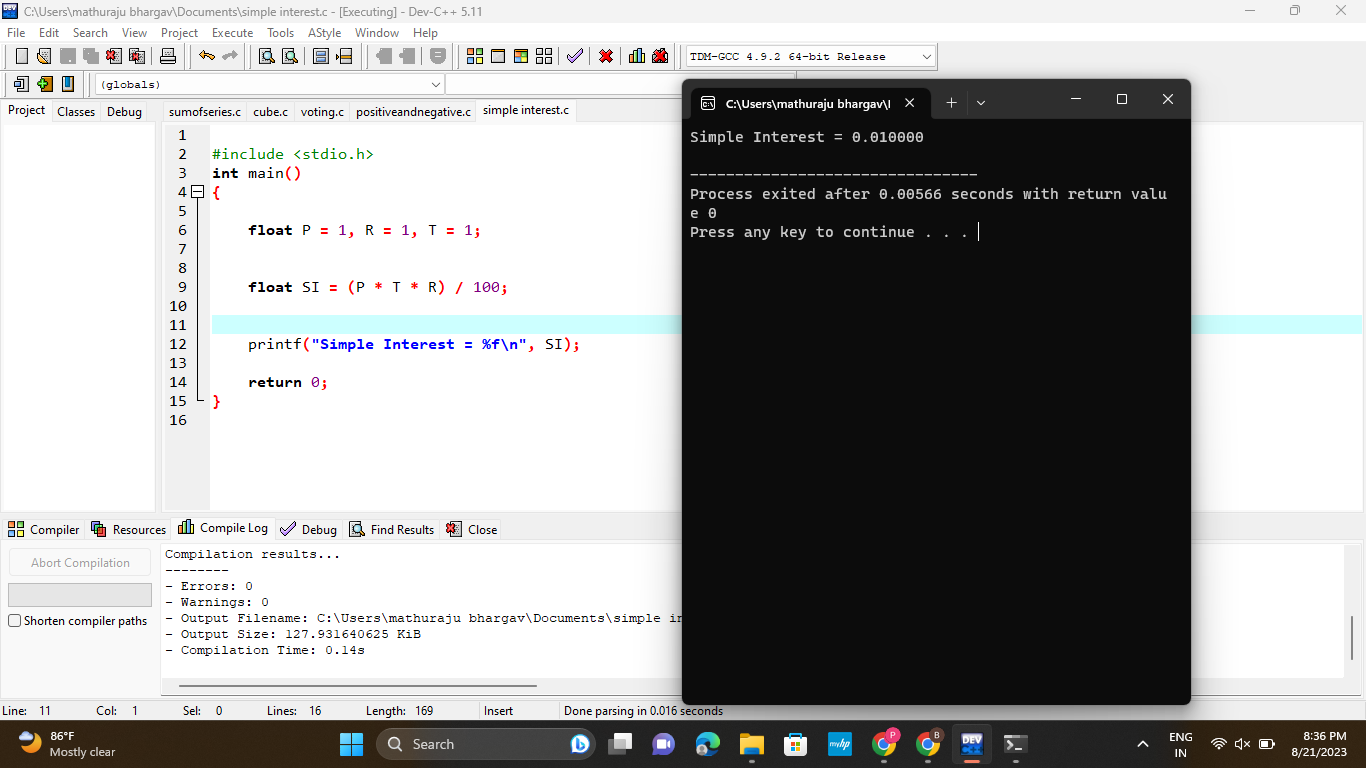 C:\Users\mathuraju bhargav\Documents\simple interest.c - [Executing] - Dev-C++ 5.11
File Edit Search View Project Execute Tools AStyle Window Help
TDM-GCC 4.9.2 64-bit Release
(globals)
Project Classes Debug
sumofseries.c cube.c voting.c positiveandnegative.c simple interest.c
1
2 #include <stdio.h>
3 int main()
4 {
5
6 float P = 1, R = 1, T = 1;
7
8
9 float SI = (P * T * R) / 100;
10
11
12 printf("Simple Interest = %f\n", SI);
13
14 return 0;
15 }
16
C:\Users\mathuraju bhargav\
Simple Interest = 0.010000
--------------------------------
Process exited after 0.00566 seconds with return valu
e 0
Press any key to continue . . .
Compiler Resources Compile Log Debug Find Results Close
Abort Compilation
Shorten compiler paths
Compilation results...
--------
- Errors: 0
- Warnings: 0
- Output Filename: C:\Users\mathuraju bhargav\Documents\simple in
- Output Size: 127.931640625 KiB
- Compilation Time: 0.14s
Line: 11 Col: 1 Sel: 0 Lines: 16 Length: 169 Insert Done parsing in 0.016 seconds
86°F
Mostly clear
Search
myhp
P
B
DEV
ENG
IN
8:36 PM
8/21/2023